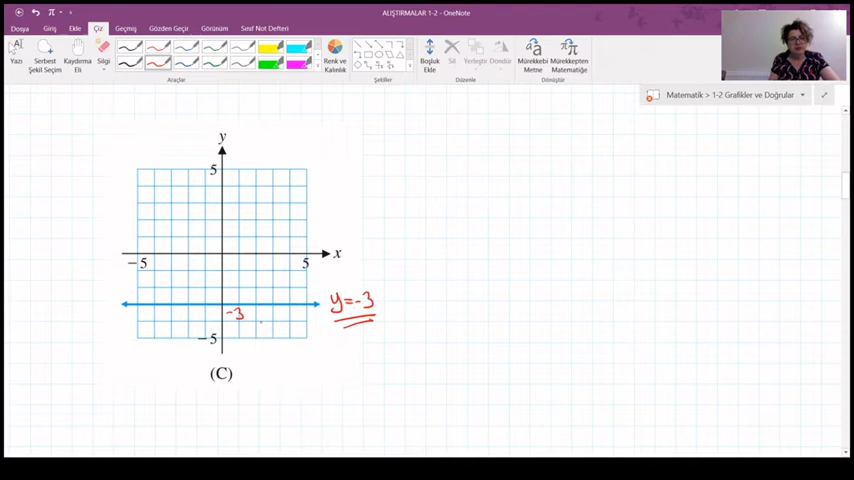 ALIŞTIRMALAR 1-2 - OneNote
Dosya Giriş Ekle Çiz Geçmiş Gözden Geçir Görünüm Sınıf Not Defteri
Yazı Serbest Şekil Seçim Kaydırma Eli Silgi Renk ve Kalınlık Boşluk Ekle Sil Yerleştir Döndür Mürekkebi Metne Mürekkepten Matematiğe
Araçlar Şekiller Düzenle Dönüştür
Matematik > 1-2 Grafikler ve Doğrular
y
5
x
-5 5
y=-3
-3
-5
(C)